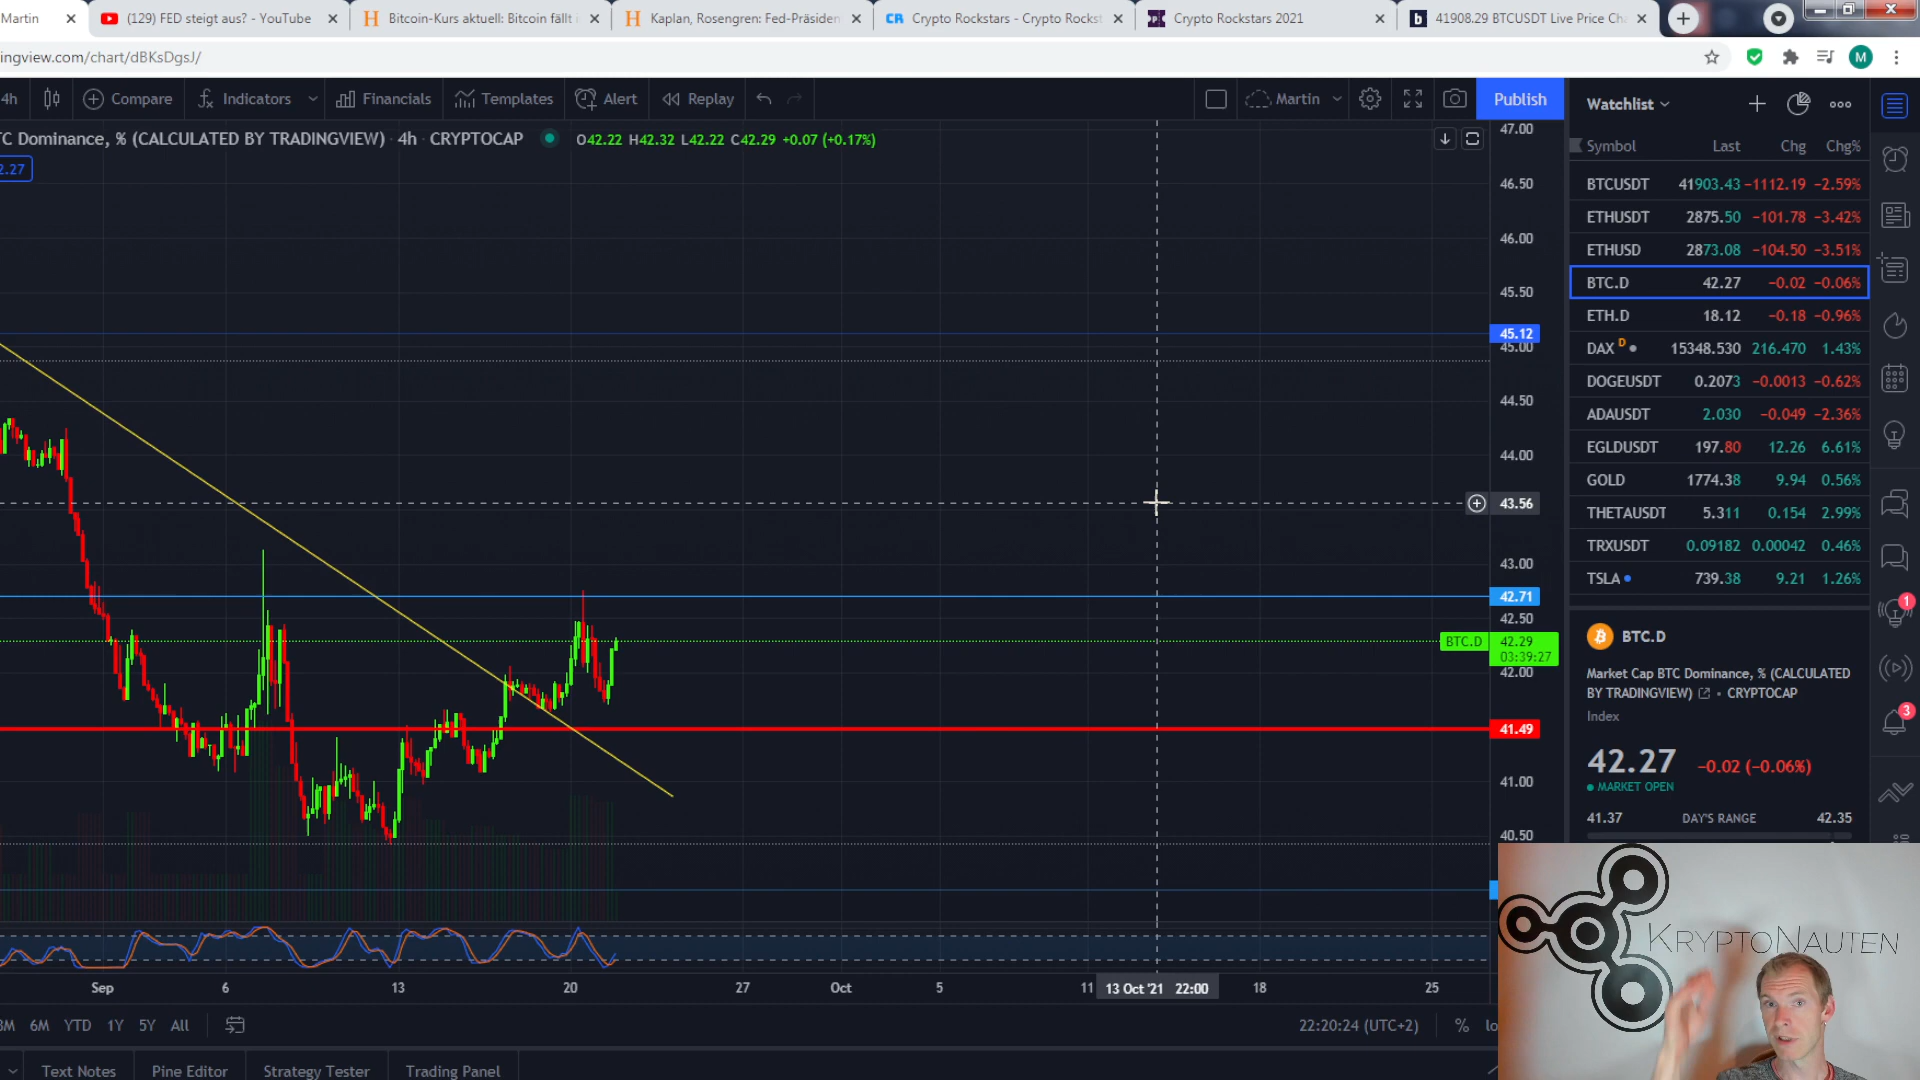 Martin
(129) FED steigt aus? - YouTube
Bitcoin-Kurs aktuell: Bitcoin fällt
Kaplan, Rosengren: Fed-Präsiden
Crypto Rockstars - Crypto Rockst
Crypto Rockstars 2021
41908.29 BTCUSDT Live Price Ch
ingview.com/chart/dBKsDgsJ/
M
4h
Compare
Indicators
Financials
Templates
Alert
Replay
Martin
Publish
TC Dominance, % (CALCULATED BY TRADINGVIEW) · 4h · CRYPTOCAP
O42.22 H42.32 L42.22 C42.29 +0.07 (+0.17%)
2.27
47.00
46.50
46.00
45.50
45.12
45.00
44.50
44.00
43.56
43.00
42.71
42.50
BTC.D 42.29
03:39:27
42.00
41.49
41.00
40.50
Sep 6 13 20 27 Oct 5 11 13 Oct '21 22:00 18 25
3M 6M YTD 1Y 5Y All
22:20:24 (UTC+2) % lo
Text Notes Pine Editor Strategy Tester Trading Panel
Watchlist
Symbol Last Chg Chg%
BTCUSDT 41903.43 −1112.19 −2.59%
ETHUSDT 2875.50 −101.78 −3.42%
ETHUSD 2873.08 −104.50 −3.51%
BTC.D 42.27 −0.02 −0.06%
ETH.D 18.12 −0.18 −0.96%
DAX D 15348.530 216.470 1.43%
DOGEUSDT 0.2073 −0.0013 −0.62%
ADAUSDT 2.030 −0.049 −2.36%
EGLDUSDT 197.80 12.26 6.61%
GOLD 1774.38 9.94 0.56%
THETAUSDT 5.311 0.154 2.99%
TRXUSDT 0.09182 0.00042 0.46%
TSLA 739.38 9.21 1.26%
BTC.D
Market Cap BTC Dominance, % (CALCULATED
BY TRADINGVIEW) • CRYPTOCAP
Index
42.27 −0.02 (−0.06%)
MARKET OPEN
41.37 DAY'S RANGE 42.35
1
3
KRYPTONAUTEN